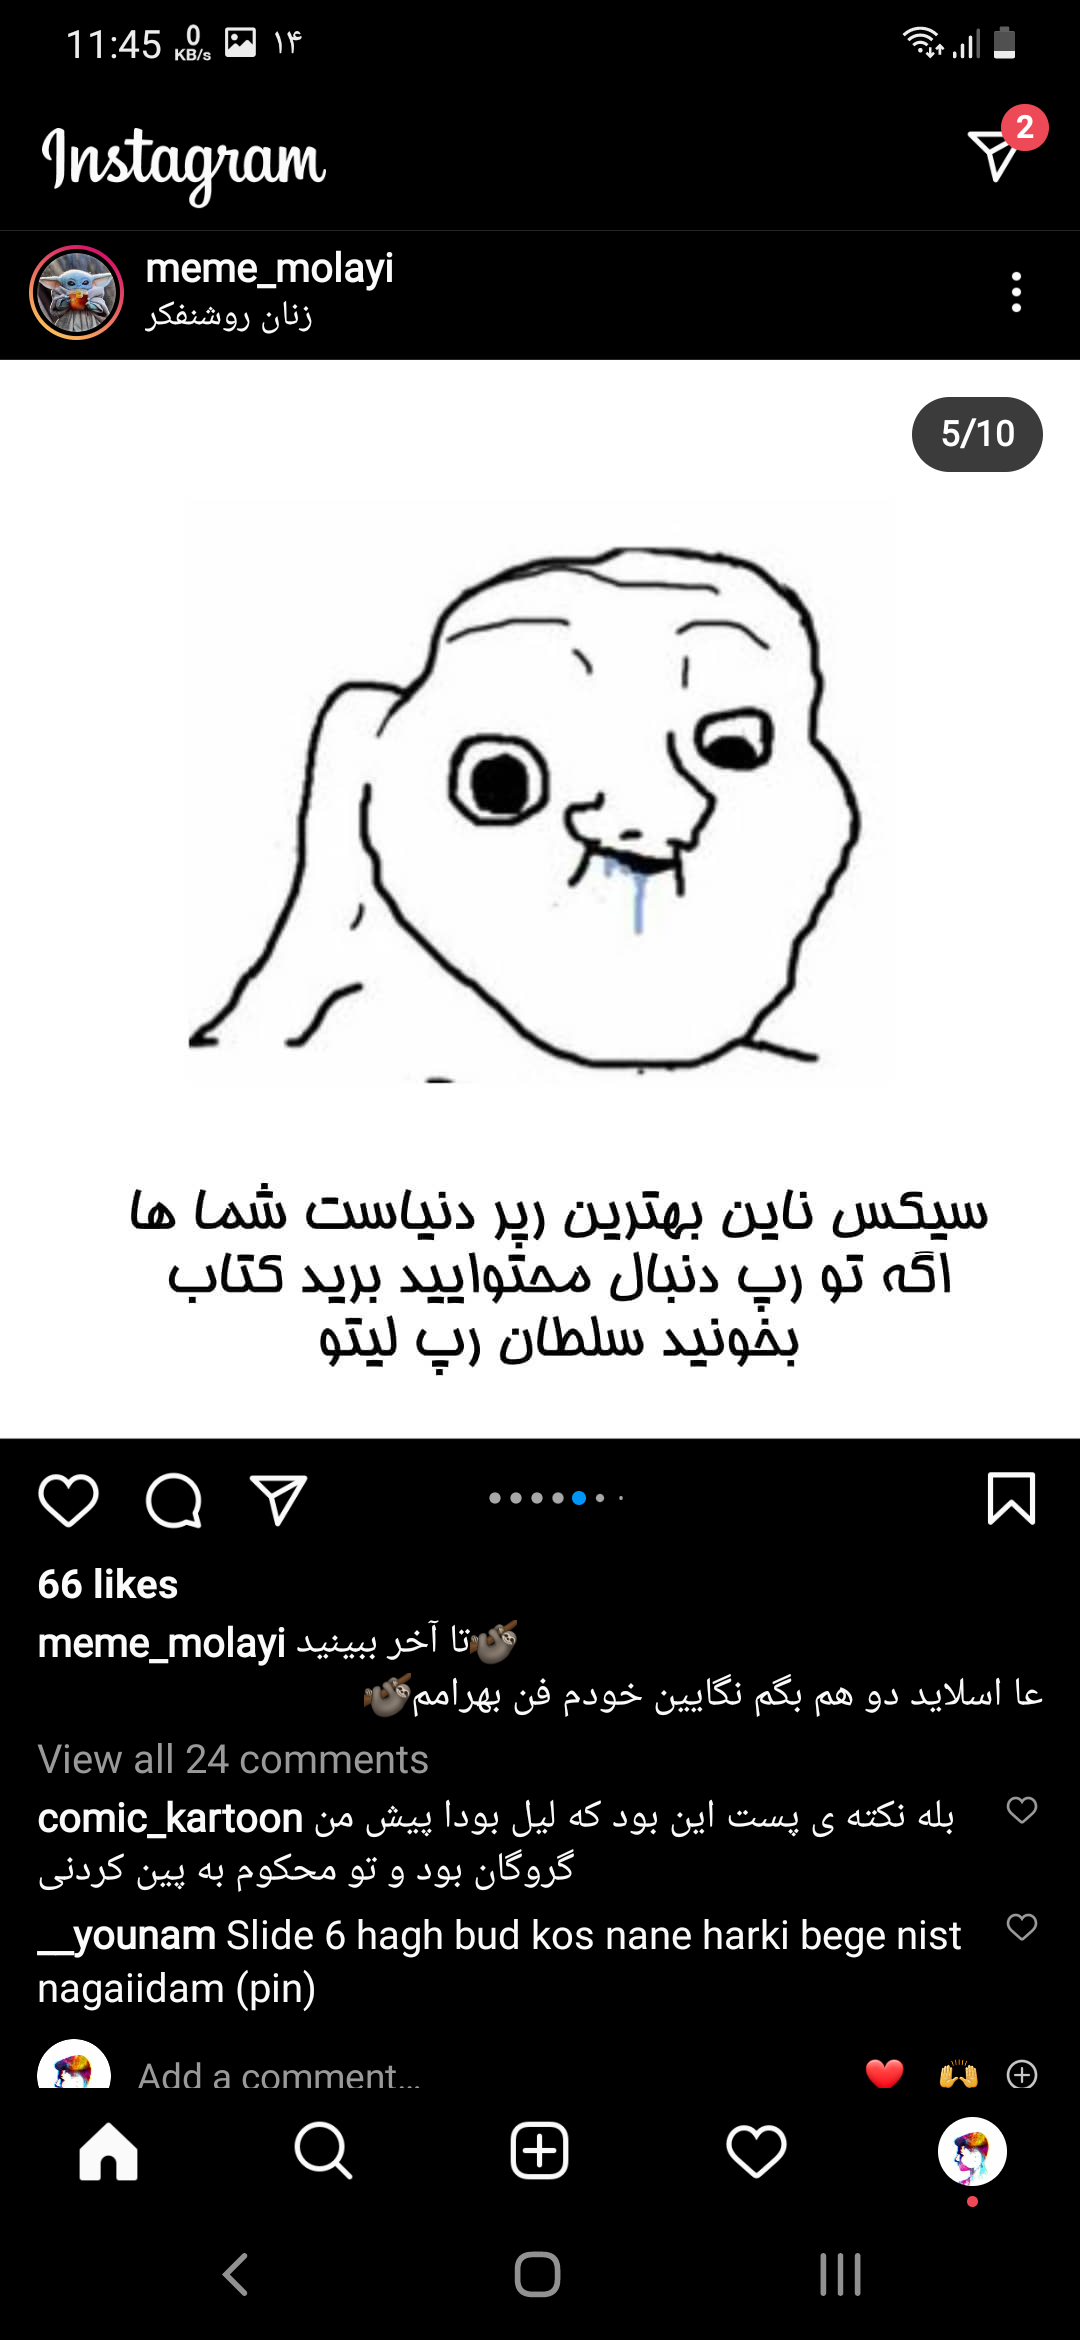 11:45 0 KB/s ۱۴
Instagram 2
meme_molayi
زنان روشنفکر
5/10
سیکس ناین بهترین رپر دنیاست شما ها
اگه تو رپ دنبال محتوایید برید کتاب
بخونید سلطان رپ لیتو
66 likes
meme_molayi تا آخر ببینید🦥
عا اسلاید دو هم بگم نگایین خودم فن بهرامم🦥
View all 24 comments
comic_kartoon بله نکته ی پست این بود که لیل بودا پیش من
گروگان بود و تو محکوم به پین کردنی
__younam Slide 6 hagh bud kos nane harki bege nist
nagaiidam (pin)
Add a comment...